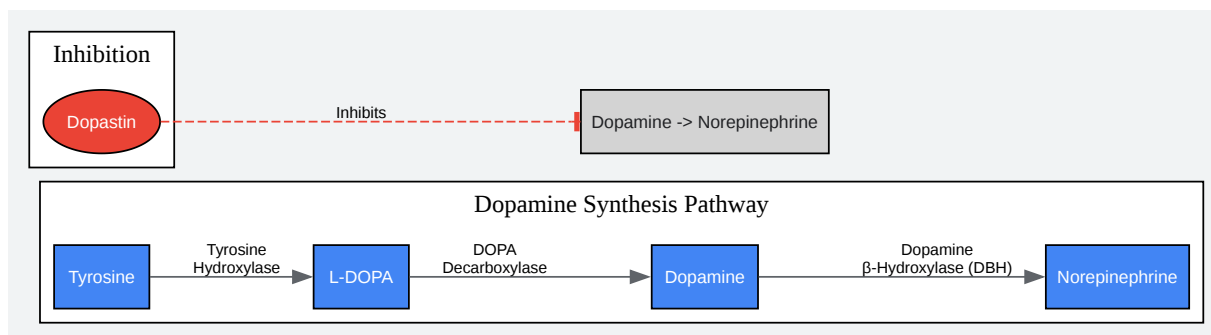 Inhibition
Dopastin
Inhibits
Dopamine -> Norepinephrine
Dopamine Synthesis Pathway
Tyrosine
Tyrosine
Hydroxylase
L-DOPA
DOPA
Decarboxylase
Dopamine
Dopamine
β-Hydroxylase (DBH)
Norepinephrine